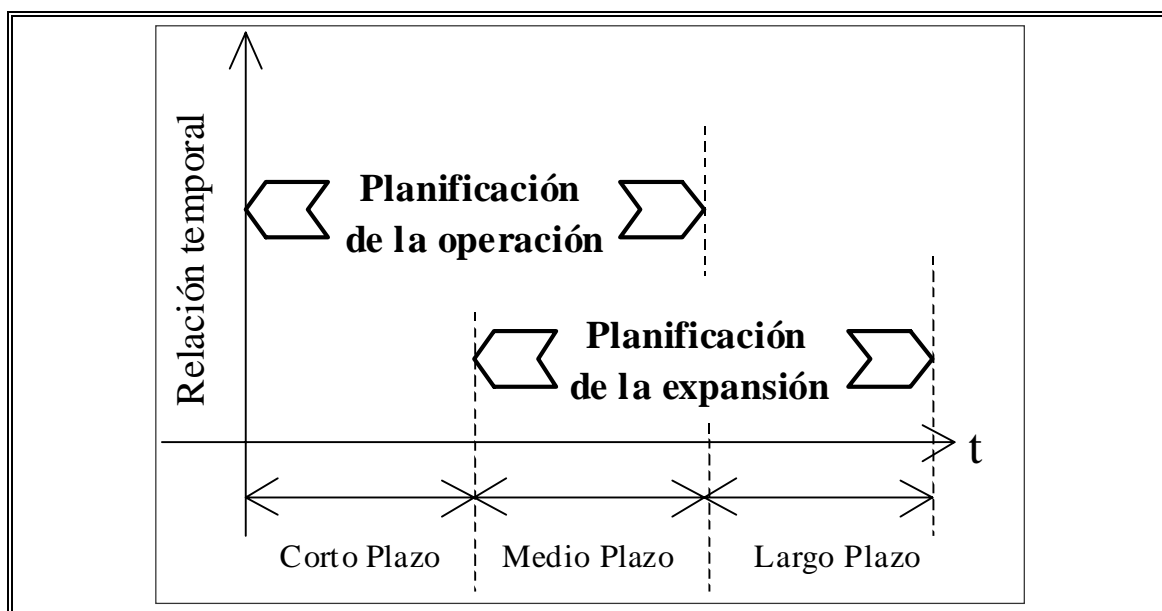 Relación temporal
Planificación
de la operación
Planificación
de la expansión
t
Corto Plazo
Medio Plazo
Largo Plazo